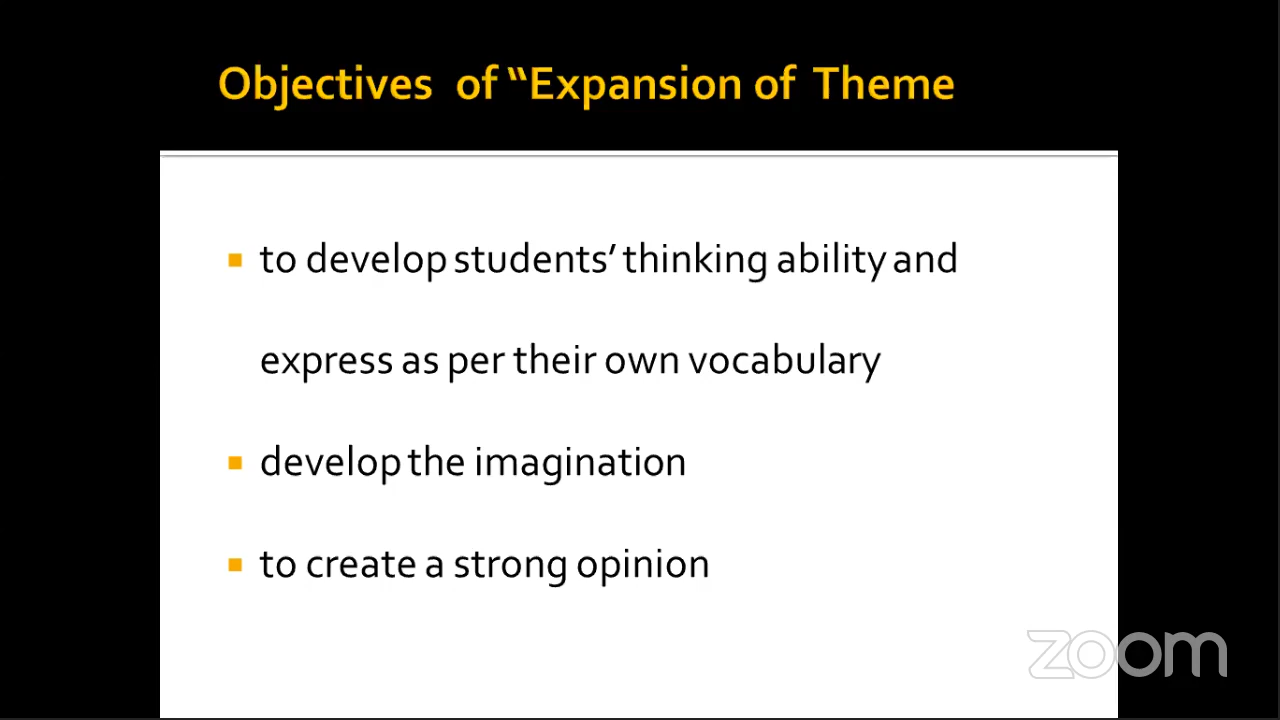 Objectives of “Expansion of Theme
to develop students’ thinking ability and
express as per their own vocabulary
develop the imagination
to create a strong opinion
zoom